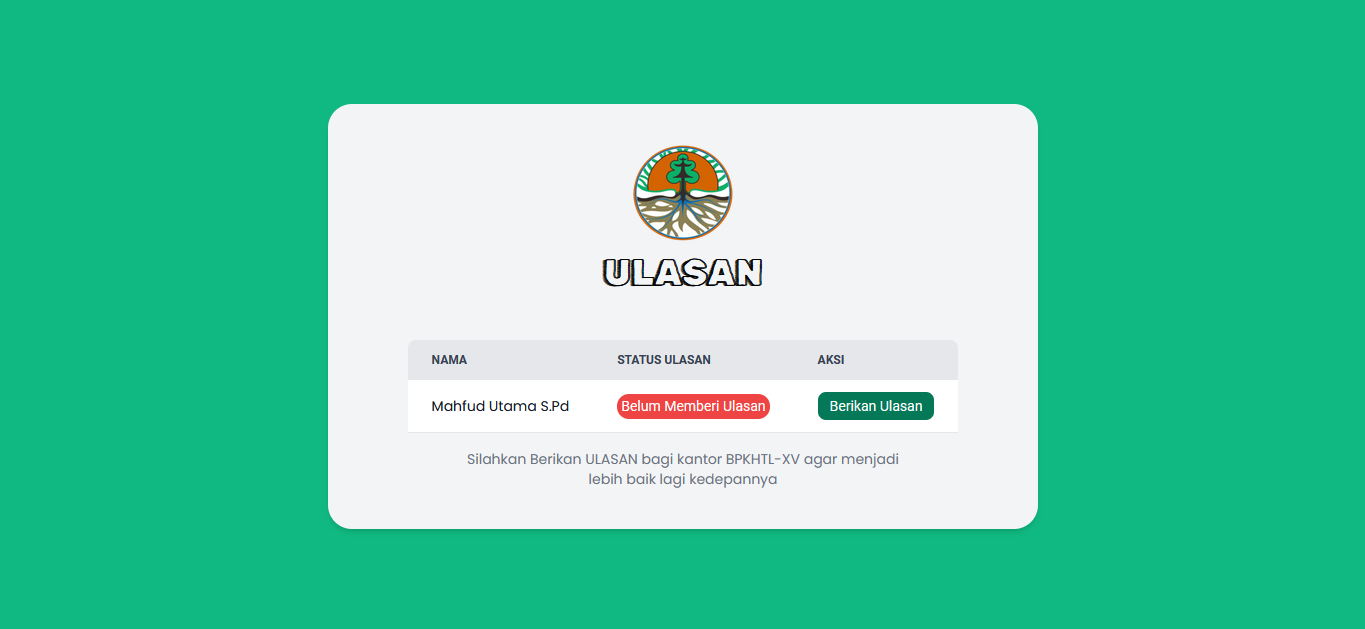 ULASAN
NAMA STATUS ULASAN AKSI
Mahfud Utama S.Pd Belum Memberi Ulasan Berikan Ulasan
Silahkan Berikan ULASAN bagi kantor BPKHTL-XV agar menjadi
lebih baik lagi kedepannya